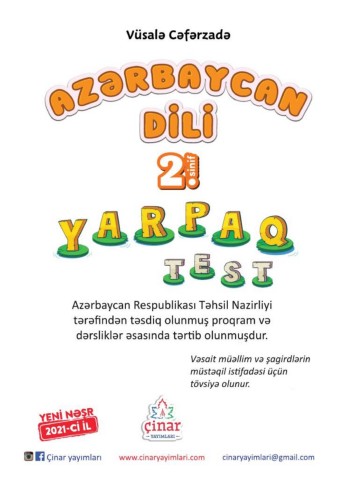 Vüsalə Cəfərzadə
AZƏRBAYCAN
DİLİ
2. sinif
YARPAQ
TEST
Azərbaycan Respublikası Təhsil Nazirliyi
tərəfindən təsdiq olunmuş proqram və
dərsliklər əsasında tərtib olunmuşdur.
Vəsait müəllim və şagirdlərin
müstəqil istifadəsi üçün
tövsiyə olunur.
YENİ NƏŞR
2021-Cİ İL
çinar
YAYIMLARI
Çinar yayımları www.cinaryayimlari.com cinaryayimlari@gmail.com